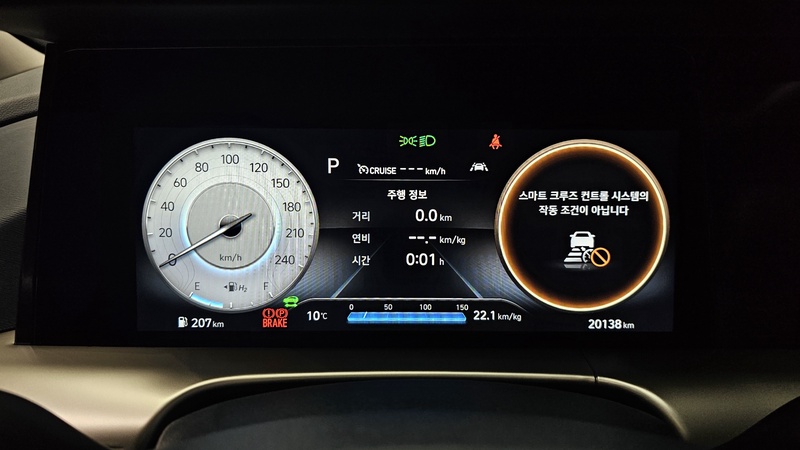 P
CRUISE --- km/h
주행 정보
거리 0.0 km
연비 --.- km/kg
시간 0:01 h
0 20 40 60 80 100 120 150 180 210 240
km/h
E H2 F
207 km
P
BRAKE
10℃
0 50 100 150
22.1 km/kg
스마트 크루즈 컨트롤 시스템의
작동 조건이 아닙니다
20138 km